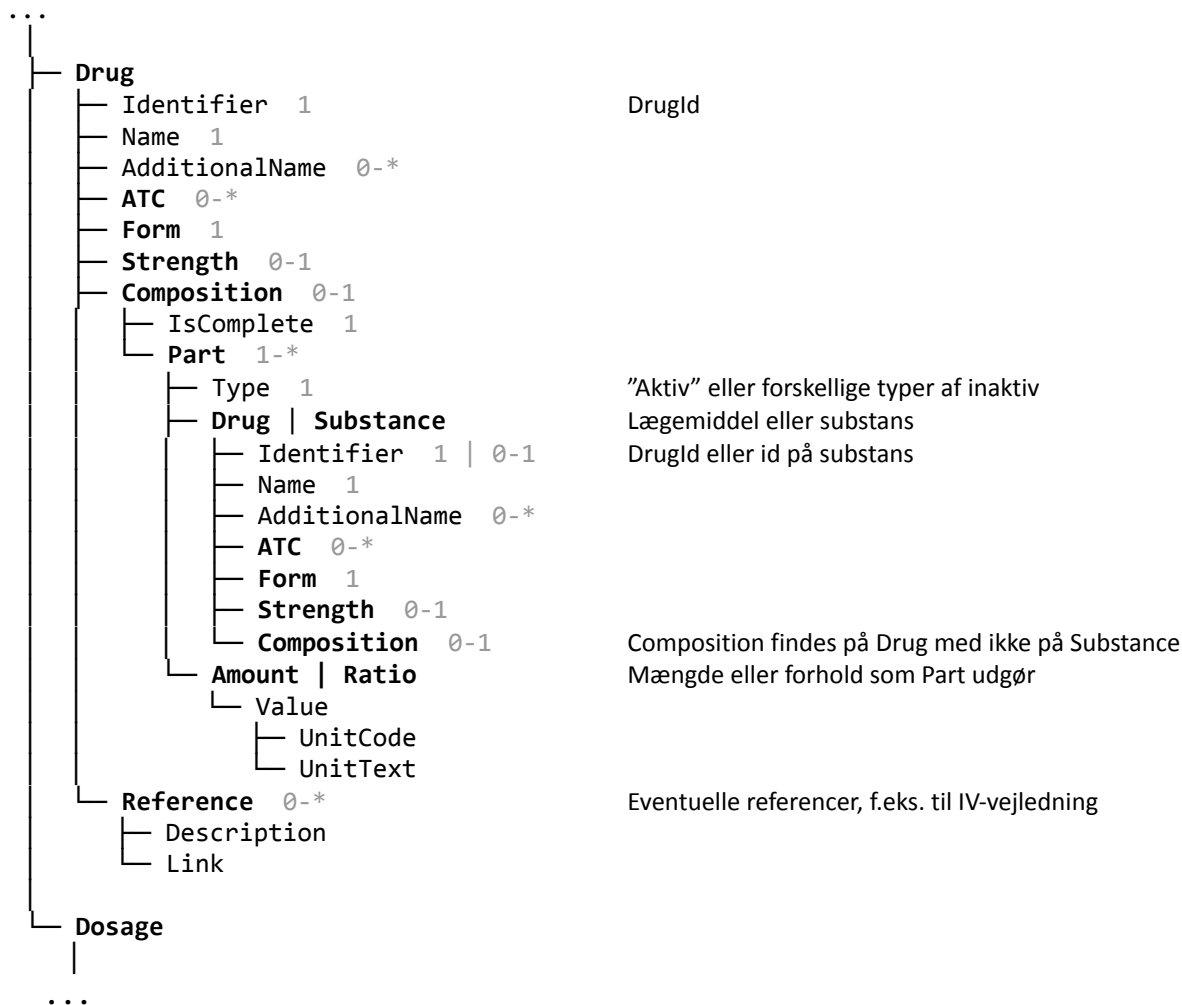 ...
Drug
Identifier 1 DrugId
Name 1
AdditionalName 0-*
ATC 0-*
Form 1
Strength 0-1
Composition 0-1
IsComplete 1
Part 1-*
Type 1 ”Aktiv” eller forskellige typer af inaktiv
Drug | Substance Lægemiddel eller substans
Identifier 1 | 0-1 DrugId eller id på substans
Name 1
AdditionalName 0-*
ATC 0-*
Form 1
Strength 0-1
Composition 0-1 Composition findes på Drug med ikke på Substance
Amount | Ratio Mængde eller forhold som Part udgør
Value
UnitCode
UnitText
Reference 0-* Eventuelle referencer, f.eks. til IV-vejledning
Description
Link
Dosage
...